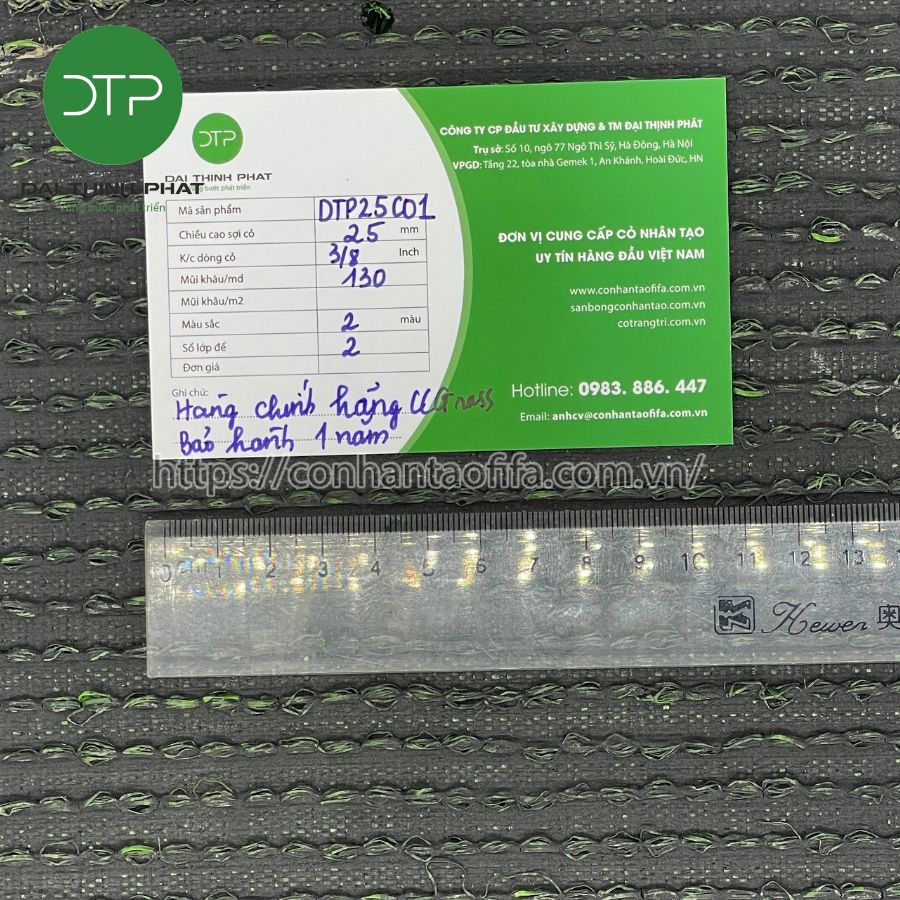 DTP
DTP
ĐẠI THỊNH PHÁT
ĐẠI THỊNH PHÁT
Từng bước phát triển
CÔNG TY CP ĐẦU TƯ XÂY DỰNG & TM ĐẠI THỊNH PHÁT
Trụ sở: Số 10, ngõ 77 Ngô Thì Sỹ, Hà Đông, Hà Nội
VPGD: Tầng 22, tòa nhà Gemek 1, An Khánh, Hoài Đức, HN
ĐƠN VỊ CUNG CẤP CỎ NHÂN TẠO
UY TÍN HÀNG ĐẦU VIỆT NAM
www.conhantaofifa.com.vn
sanbongconhantao.com.vn
cotrangtri.com.vn
Hotline: 0983. 886. 447
Email: anhcv@conhantaofifa.com.vn
Mã sản phẩm DTP25C01
Chiều cao sợi cỏ 25 mm
K/c dòng cỏ 3/8 Inch
Mũi khâu/md 130
Mũi khâu/m2
Màu sắc 2 màu
Số lớp đế 2
Đơn giá
Ghi chú:
Hàng chính hãng CCGrass
Bảo hành 1 năm
https://conhantaofifa.com.vn/
0 1 2 3 4 5 6 7 8 9 10 11 12 13
Kewen 奥